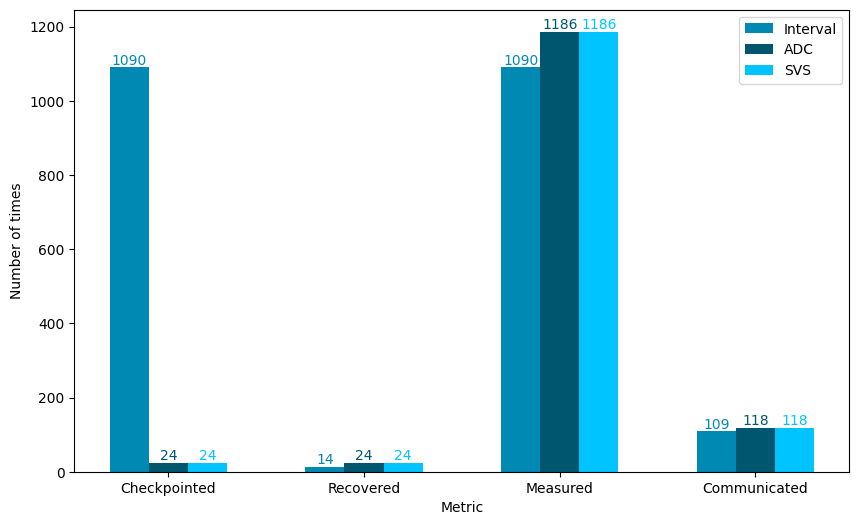 Interval
ADC
SVS
1200
1000
800
600
400
200
0
Number of times
1090
24
24
14
24
24
1090
1186
1186
109
118
118
Checkpointed
Recovered
Measured
Communicated
Metric